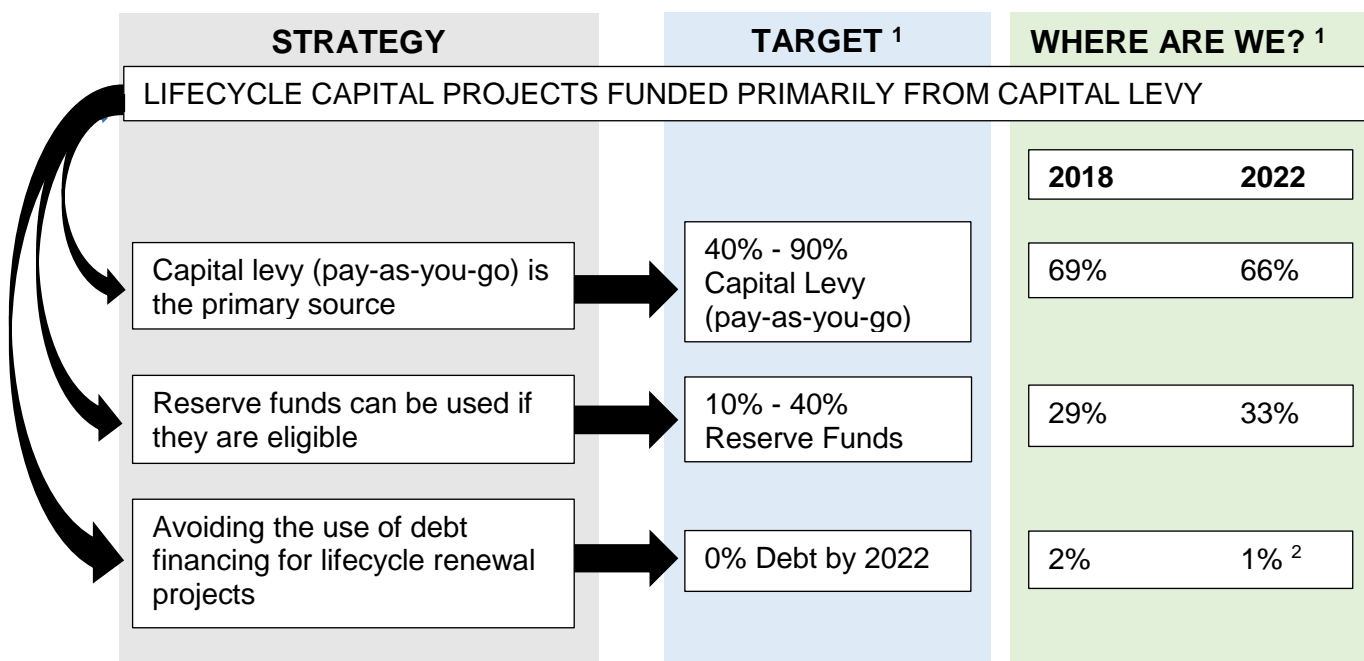 STRATEGY
TARGET ¹
WHERE ARE WE? ¹
LIFECYCLE CAPITAL PROJECTS FUNDED PRIMARILY FROM CAPITAL LEVY
2018 2022
Capital levy (pay-as-you-go) is
the primary source
40% - 90%
Capital Levy
(pay-as-you-go)
69% 66%
Reserve funds can be used if
they are eligible
10% - 40%
Reserve Funds
29% 33%
Avoiding the use of debt
financing for lifecycle renewal
projects
0% Debt by 2022
2% 1% ²